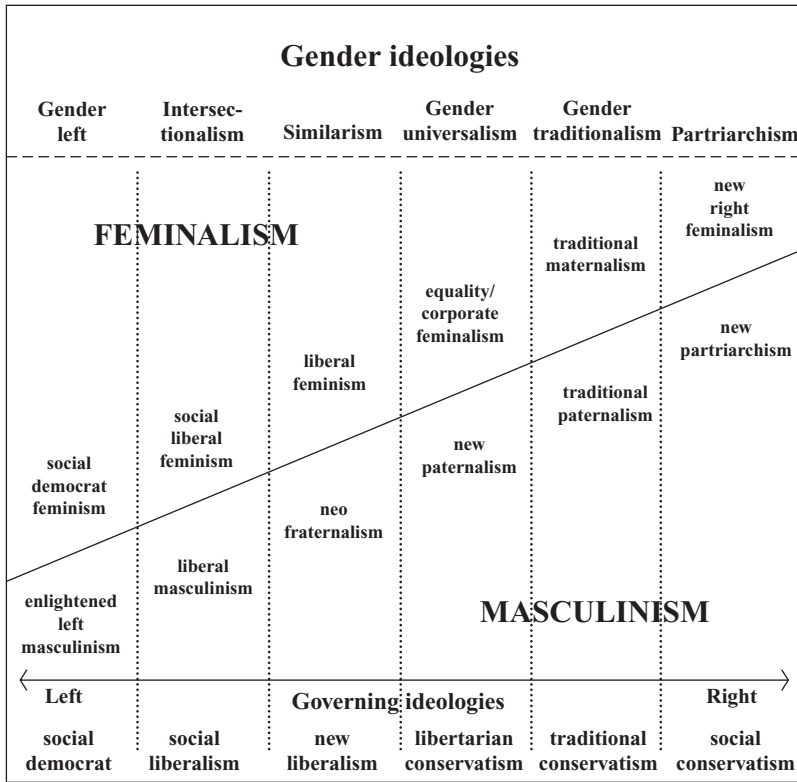 Gender ideologies
Gender
left
Intersec-
tionalism
Similarism
Gender
universalism
Gender
traditionalism
Partriarchism
FEMINALISM
new
right
feminalism
traditional
maternalism
equality/
corporate
feminalism
new
partriarchism
liberal
feminism
traditional
paternalism
social
liberal
feminism
new
paternalism
social
democrat
feminism
neo
fraternalism
liberal
masculinism
enlightened
left
masculinism
MASCULINISM
Left
Governing ideologies
Right
social
democrat
social
liberalism
new
liberalism
libertarian
conservatism
traditional
conservatism
social
conservatism